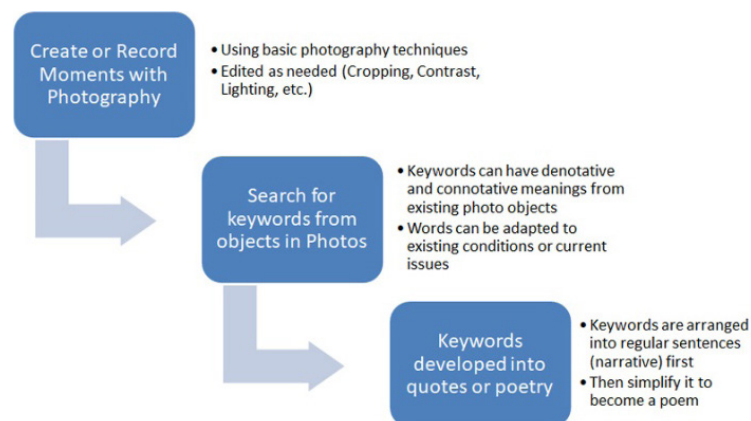 Create or Record
Moments with
Photography
• Using basic photography techniques
• Edited as needed (Cropping, Contrast,
Lighting, etc.)
Search for
keywords from
objects in Photos
• Keywords can have denotative
and connotative meanings from
existing photo objects
• Words can be adapted to
existing conditions or current
issues
Keywords
developed into
quotes or poetry
• Keywords are arranged
into regular sentences
(narrative) first
• Then simplify it to
become a poem